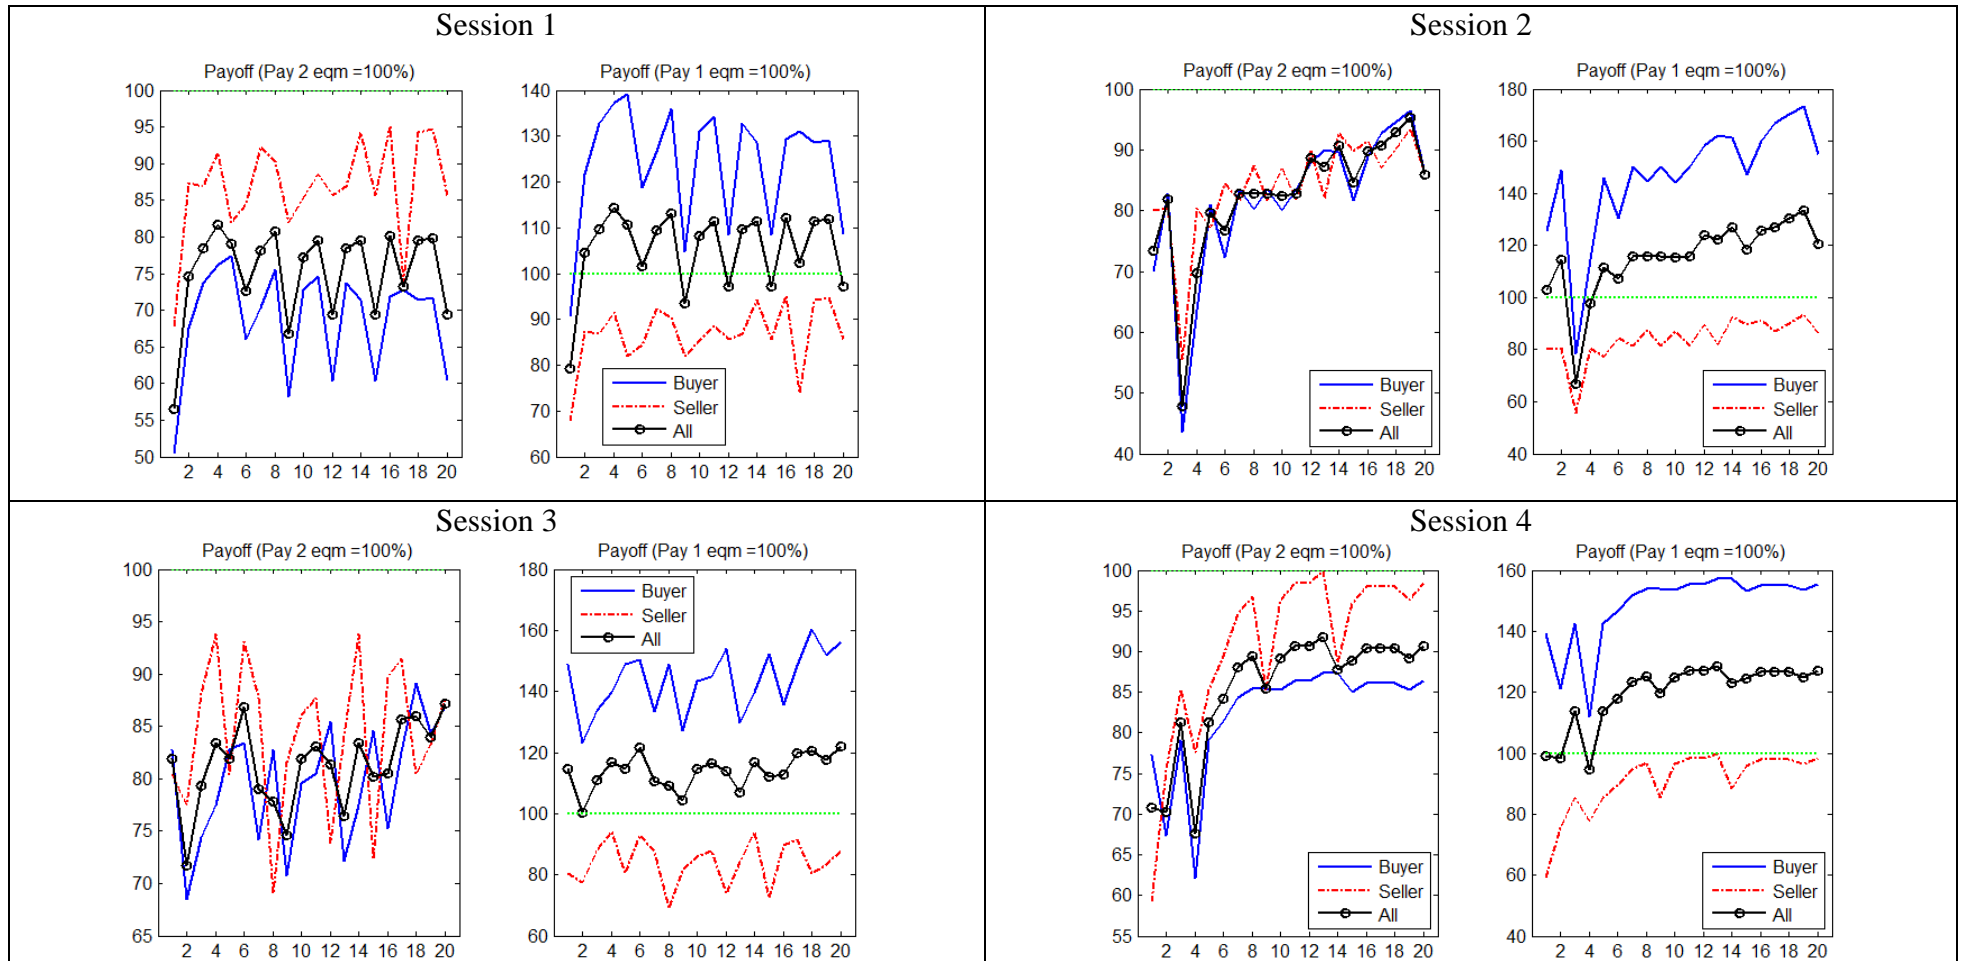 Session 1
Payoff (Pay 2 eqm =100%)
100
95
90
85
80
75
70
65
60
55
50
2 4 6 8 10 12 14 16 18 20
Payoff (Pay 1 eqm =100%)
140
130
120
110
100
90
80
70
60
Buyer
Seller
All
2 4 6 8 10 12 14 16 18 20
Session 2
Payoff (Pay 2 eqm =100%)
100
90
80
70
60
50
40
Buyer
Seller
All
2 4 6 8 10 12 14 16 18 20
Payoff (Pay 1 eqm =100%)
180
160
140
120
100
80
60
40
Buyer
Seller
All
2 4 6 8 10 12 14 16 18 20
Session 3
Payoff (Pay 2 eqm =100%)
100
95
90
85
80
75
70
65
2 4 6 8 10 12 14 16 18 20
Payoff (Pay 1 eqm =100%)
180
160
140
120
100
80
60
Buyer
Seller
All
2 4 6 8 10 12 14 16 18 20
Session 4
Payoff (Pay 2 eqm =100%)
100
95
90
85
80
75
70
65
60
55
Buyer
Seller
All
2 4 6 8 10 12 14 16 18 20
Payoff (Pay 1 eqm =100%)
160
140
120
100
80
60
40
Buyer
Seller
All
2 4 6 8 10 12 14 16 18 20